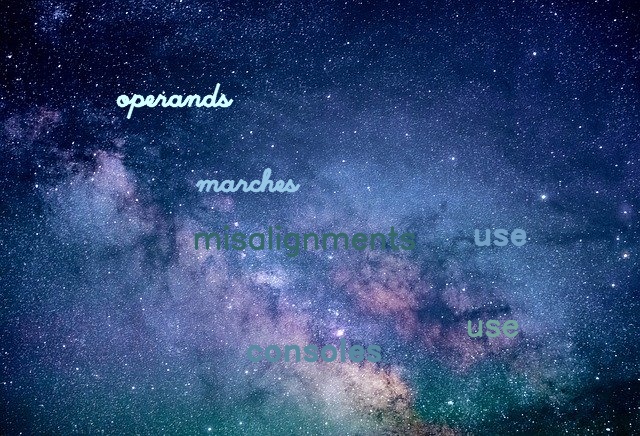 operands
marches
misalignments use
use
consoles